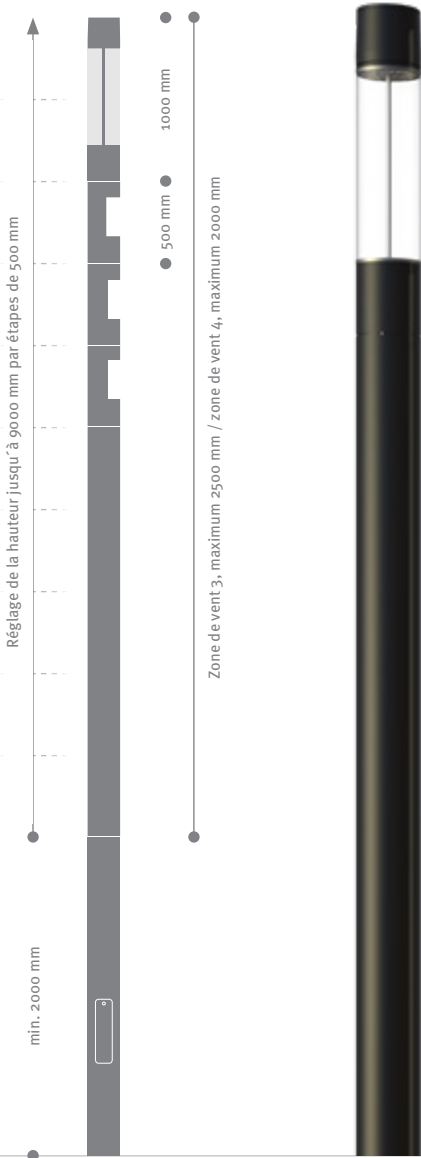 Réglage de la hauteur jusqu´à 9000 mm par étapes de 500 mm
min. 2000 mm
1000 mm
500 mm
Zone de vent 3, maximum 2500 mm / zone de vent 4, maximum 2000 mm